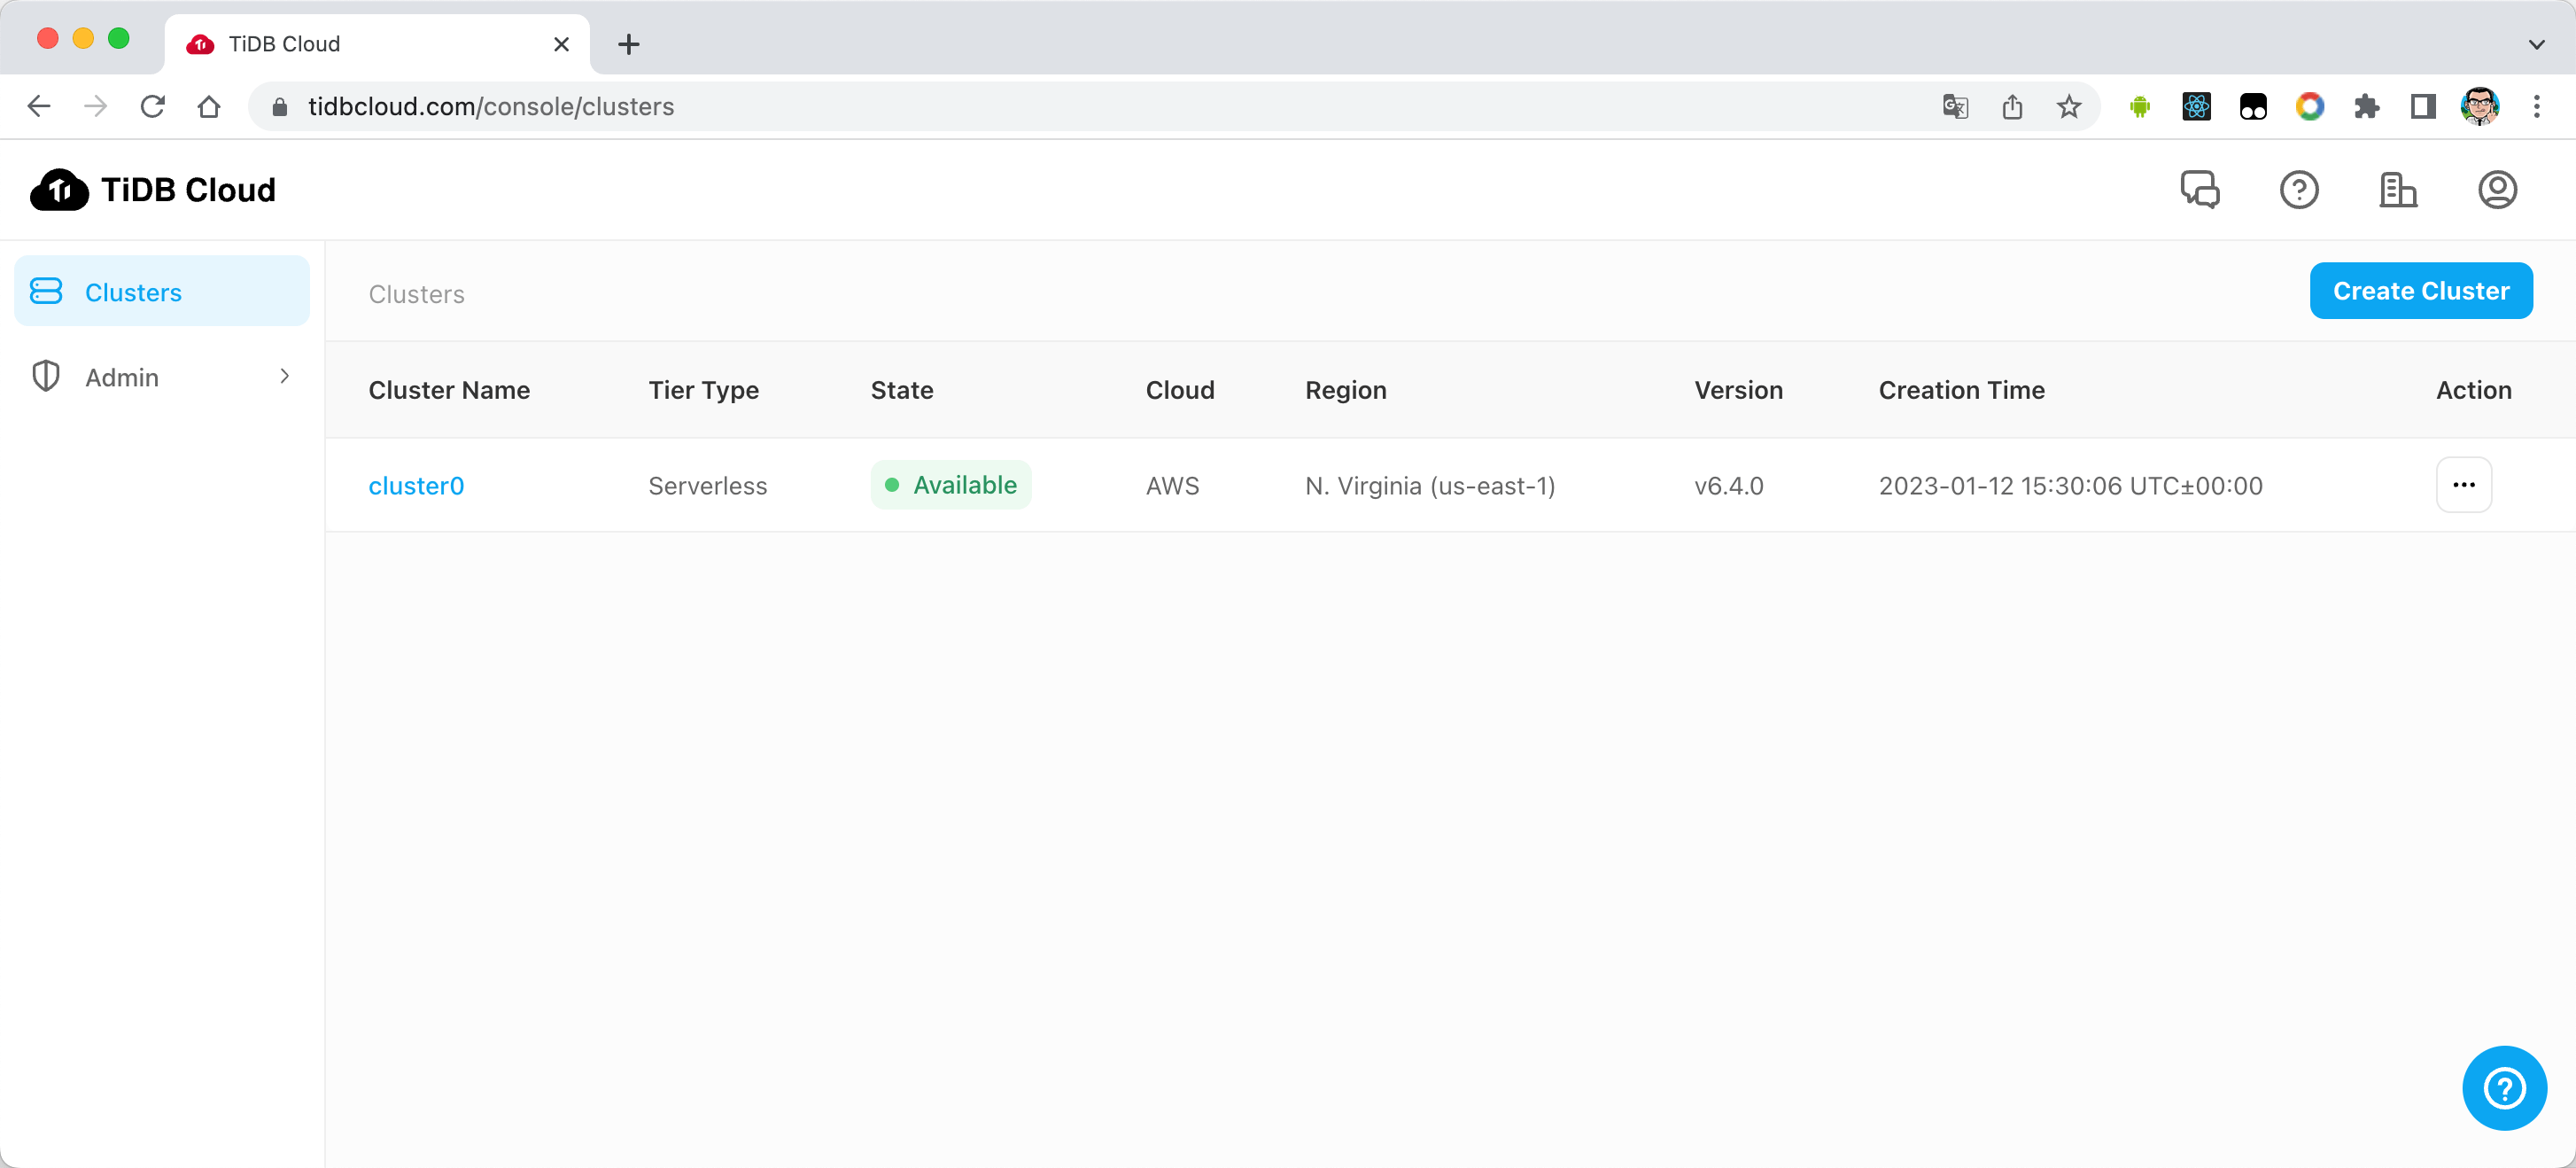 TiDB Cloud
tidbcloud.com/console/clusters
TiDB Cloud
Clusters
Admin
Clusters
Create Cluster
Cluster Name Tier Type State Cloud Region Version Creation Time Action
cluster0 Serverless Available AWS N. Virginia (us-east-1) v6.4.0 2023-01-12 15:30:06 UTC±00:00 ...